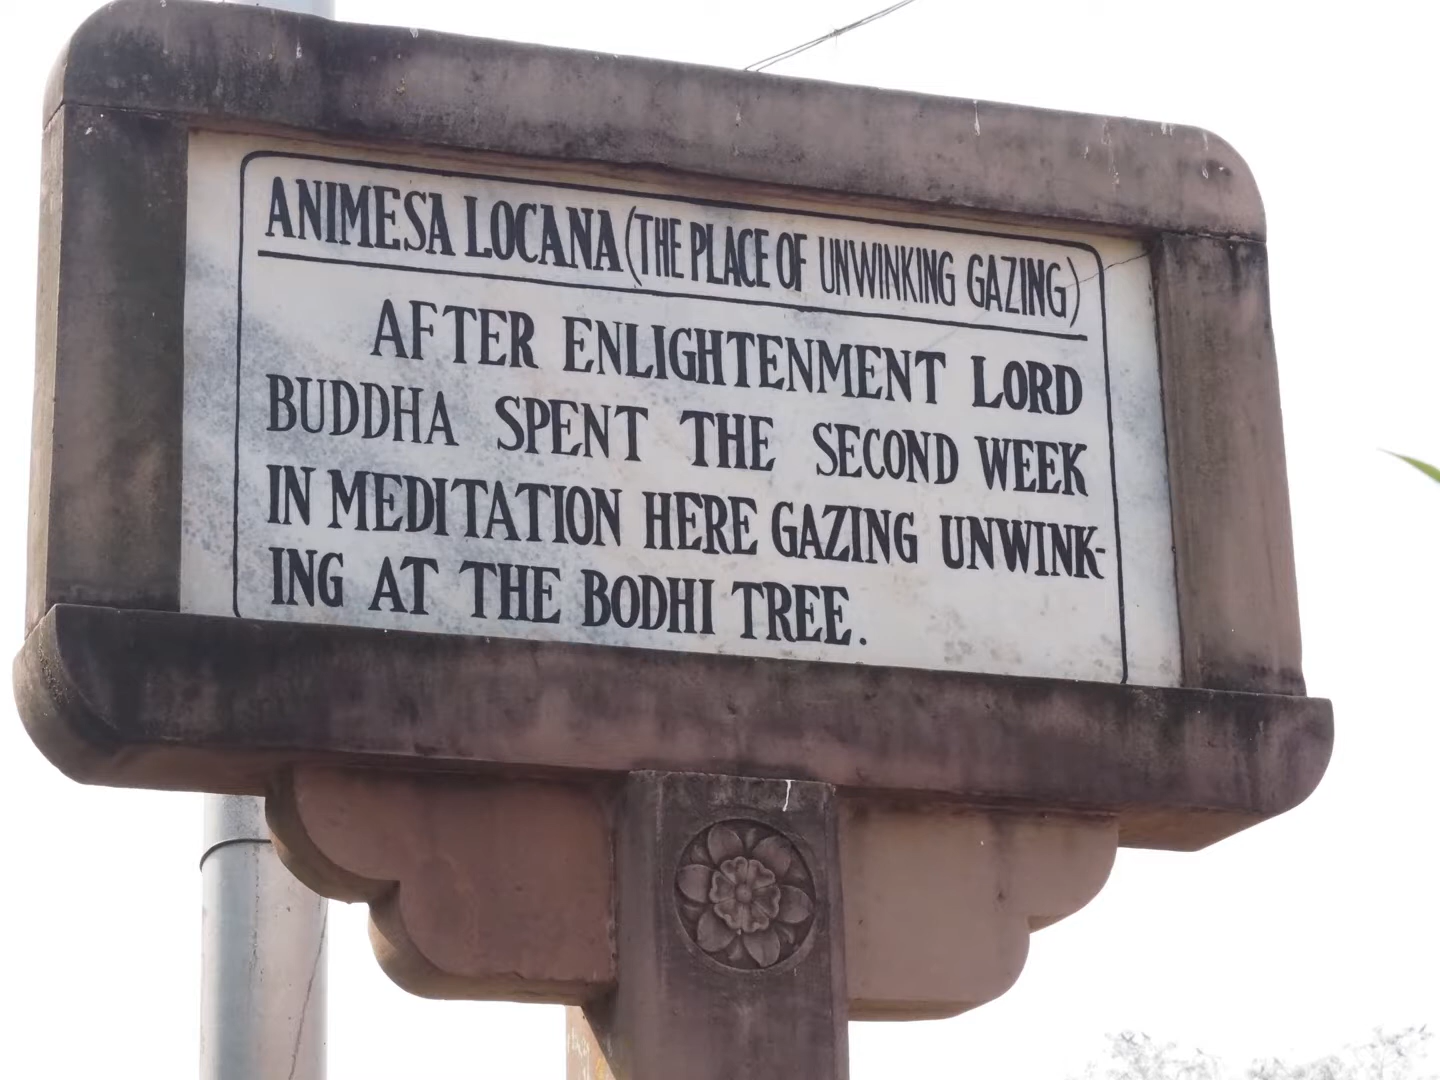 ANIMESA LOCANA (THE PLACE OF UNWINKING GAZING)
AFTER ENLIGHTENMENT LORD
BUDDHA SPENT THE SECOND WEEK
IN MEDITATION HERE GAZING UNWINK-
ING AT THE BODHI TREE.